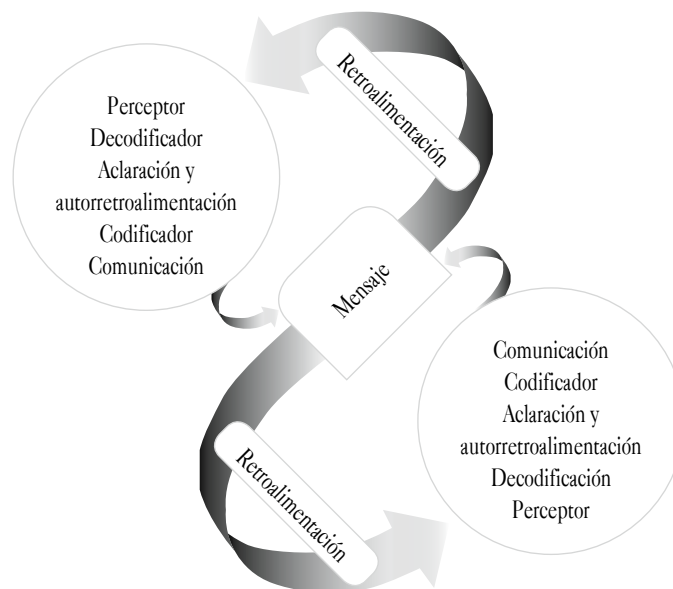 Retroalimentación
Perceptor
Decodificador
Aclaración y
autorretroalimentación
Codificador
Comunicación
Mensaje
Comunicación
Codificador
Aclaración y
autorretroalimentación
Decodificación
Perceptor
Retroalimentación